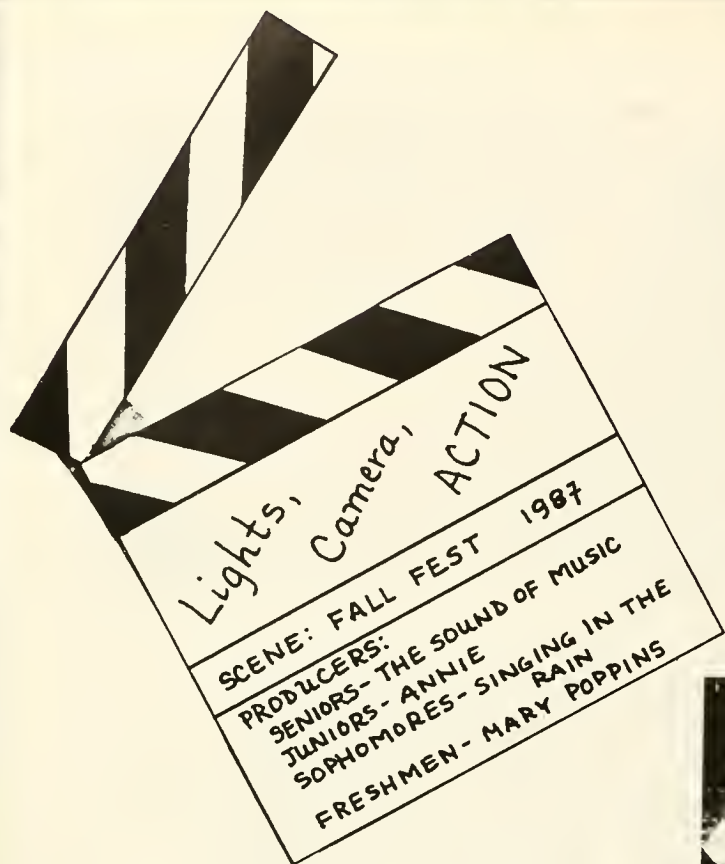 Lights,
Camera,
ACTION
SCENE: FALL FEST 1987
PRODUCERS:
SENIORS- THE SOUND OF MUSIC
JUNIORS- ANNIE
SOPHOMORES- SINGING IN THE
RAIN
FRESHMEN- MARY POPPINS